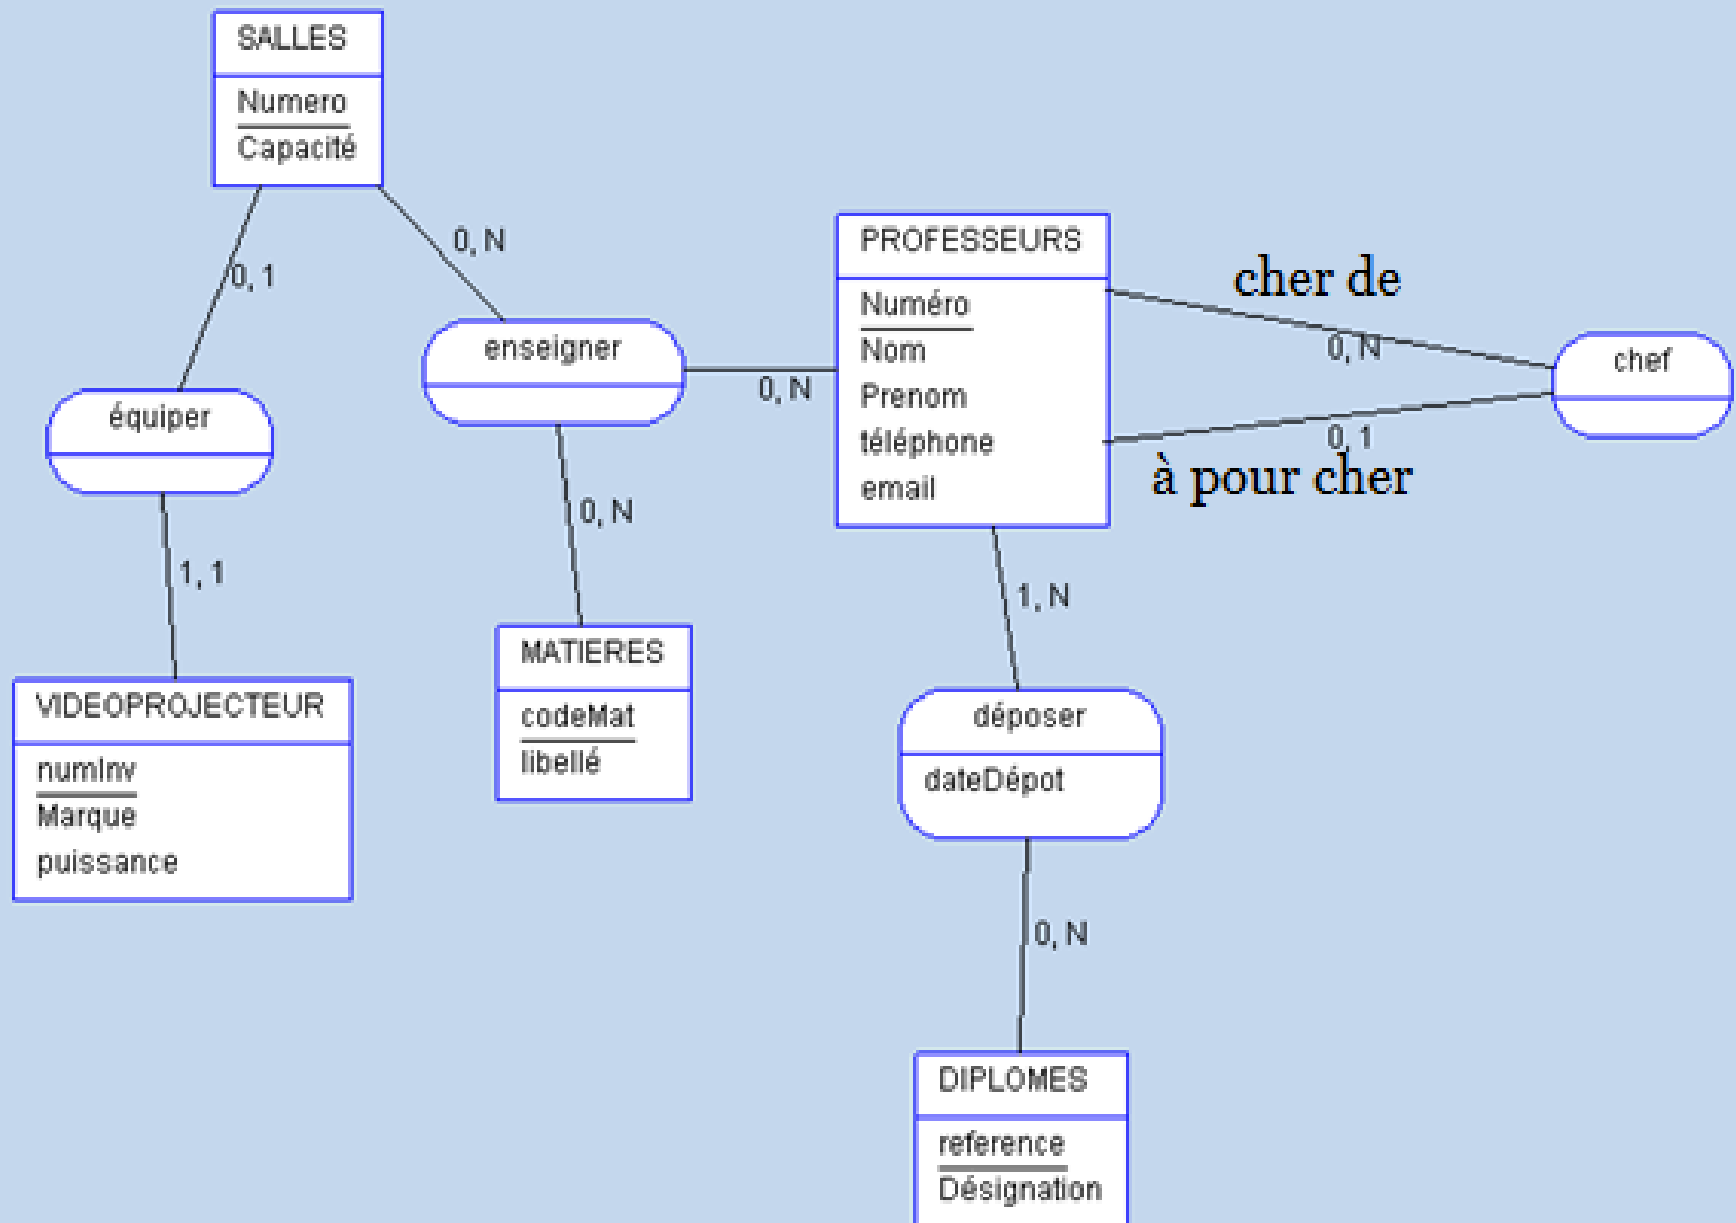 SALLES
Numero
Capacité
0, N
0, 1
équiper
enseigner
0, N
PROFESSEURS
Numéro
Nom
Prenom
téléphone
email
cher de
0, N
chef
0, 1
à pour cher
1, 1
0, N
1, N
VIDEOPROJECTEUR
numInv
Marque
puissance
MATIERES
codeMat
libellé
déposer
dateDépot
0, N
DIPLOMES
reference
Désignation